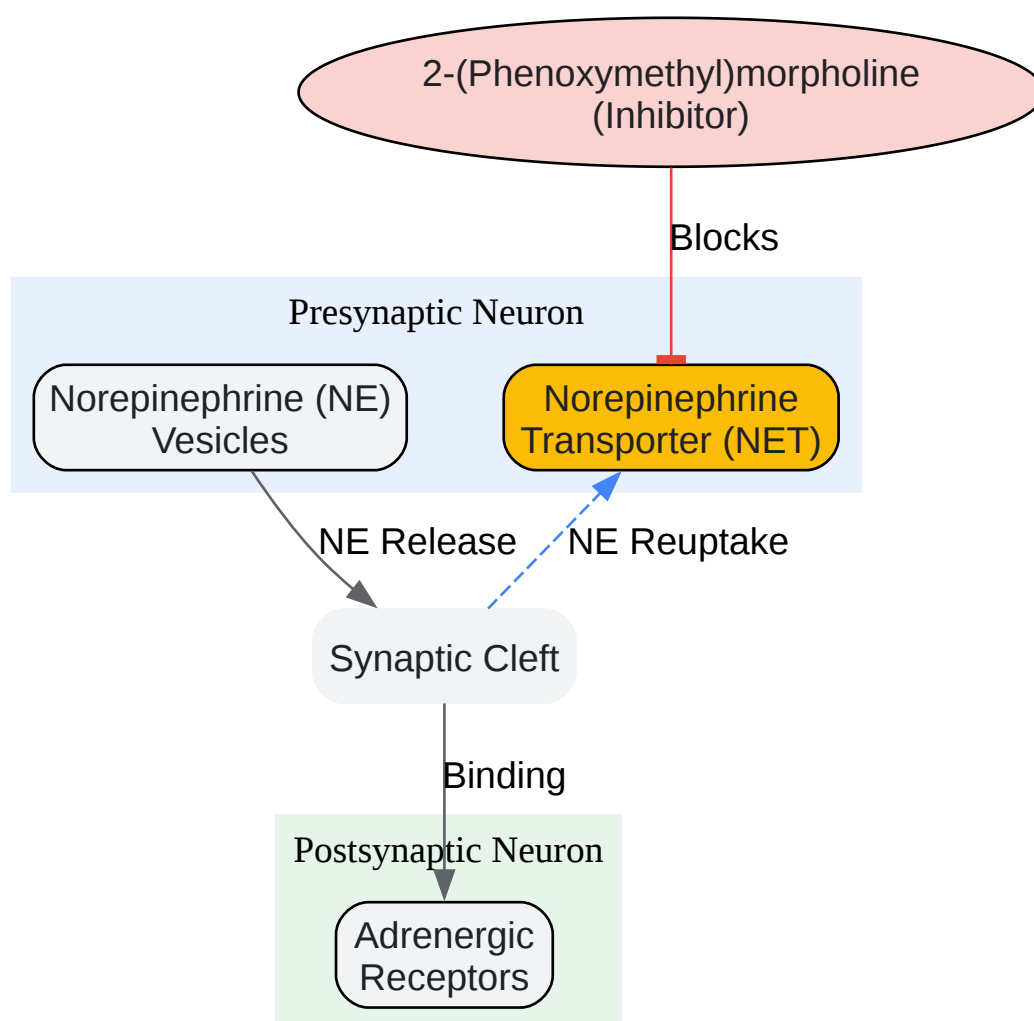 2-(Phenoxymethyl)morpholine
(Inhibitor)
Blocks
Presynaptic Neuron
Norepinephrine (NE)
Vesicles
Norepinephrine
Transporter (NET)
NE Release
NE Reuptake
Synaptic Cleft
Binding
Postsynaptic Neuron
Adrenergic
Receptors